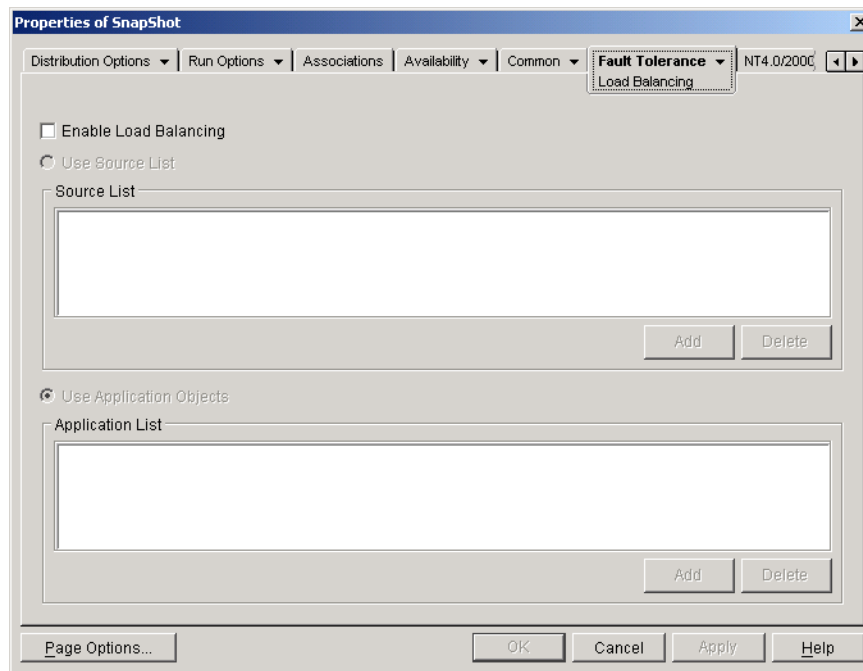 Properties of SnapShot
Distribution Options Run Options Associations Availability Common Fault Tolerance NT4.0/2000
Load Balancing
Enable Load Balancing
Use Source List
Source List
Add Delete
Use Application Objects
Application List
Add Delete
Page Options... OK Cancel Apply Help